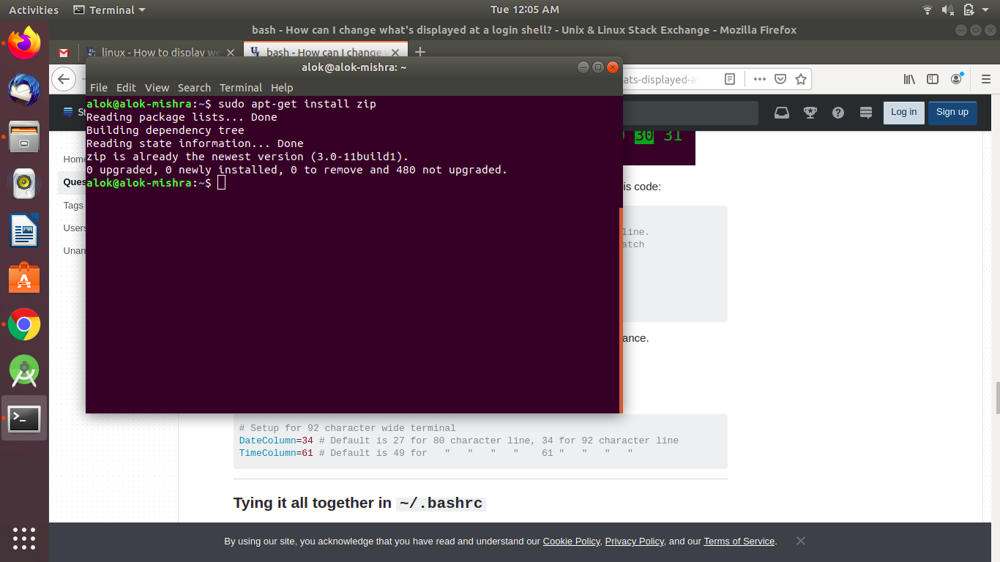 Activities Terminal Tue 12:05 AM
bash - How can I change what's displayed at a login shell? - Unix & Linux Stack Exchange - Mozilla Firefox
linux - How to display we bash - How can I change
alok@alok-mishra: ~
ats-displayed-a
File Edit View Search Terminal Help
alok@alok-mishra:~$ sudo apt-get install zip
Reading package lists... Done
Building dependency tree
Reading state information... Done
zip is already the newest version (3.0-11build1).
0 upgraded, 0 newly installed, 0 to remove and 480 not upgraded.
alok@alok-mishra:~$
St
Log in Sign up
30 31
Home
Ques
Tags
Users
Unan
is code:
line.
atch
ance.
# Setup for 92 character wide terminal
DateColumn=34 # Default is 27 for 80 character line, 34 for 92 character line
TimeColumn=61 # Default is 49 for " " " " 61 " " " "
Tying it all together in ~/.bashrc
By using our site, you acknowledge that you have read and understand our Cookie Policy, Privacy Policy, and our Terms of Service.